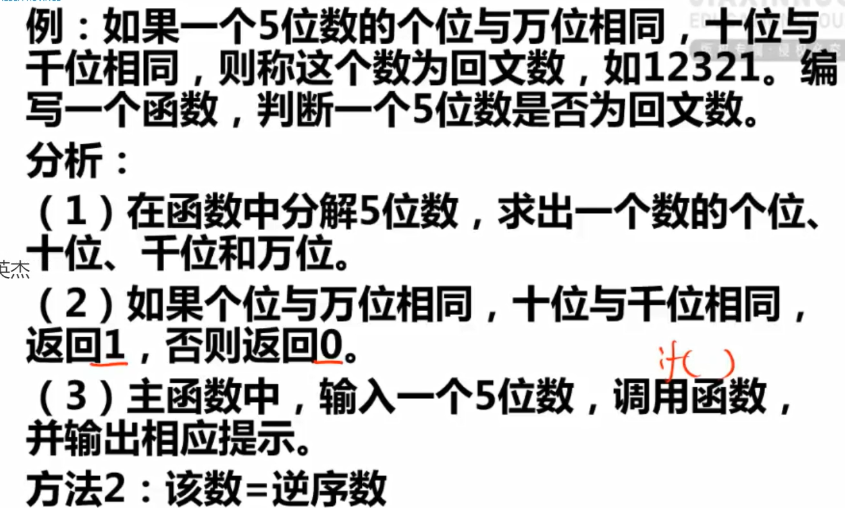 例：如果一个5位数的个位与万位相同，十位与
千位相同，则称这个数为回文数，如12321。编
写一个函数，判断一个5位数是否为回文数。
分析：
（1）在函数中分解5位数，求出一个数的个位、
十位、千位和万位。
英杰
（2）如果个位与万位相同，十位与千位相同，
返回1，否则返回0。
if( )
（3）主函数中，输入一个5位数，调用函数，
并输出相应提示。
方法2：该数=逆序数